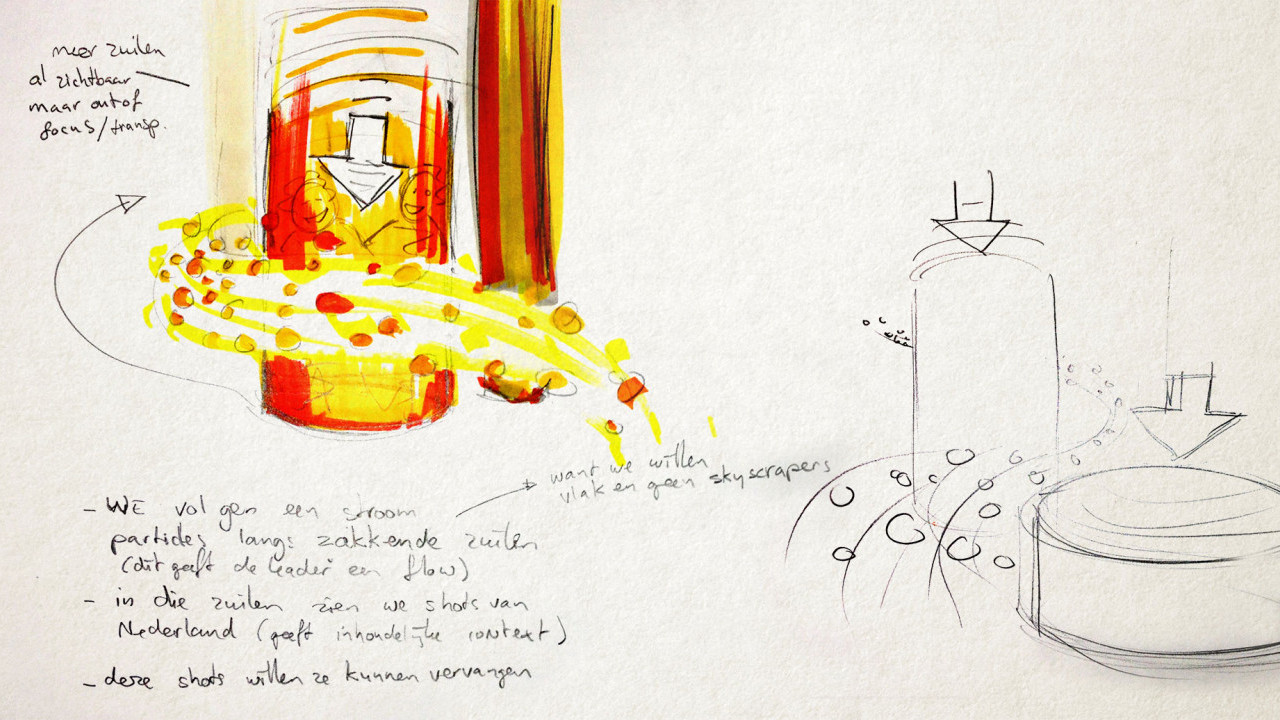 meer zuilen
al zichtbaar
maar out of
focus/transp.
want we willen
vlak en geen skyscrapers
- WE volgen een stroom
particles langs zakkende zuilen
(dit geeft de leader een flow)
- in die zuilen zien we shots van
Nederland (geeft inhoudelijke context)
- deze shots willen ze kunnen vervangen